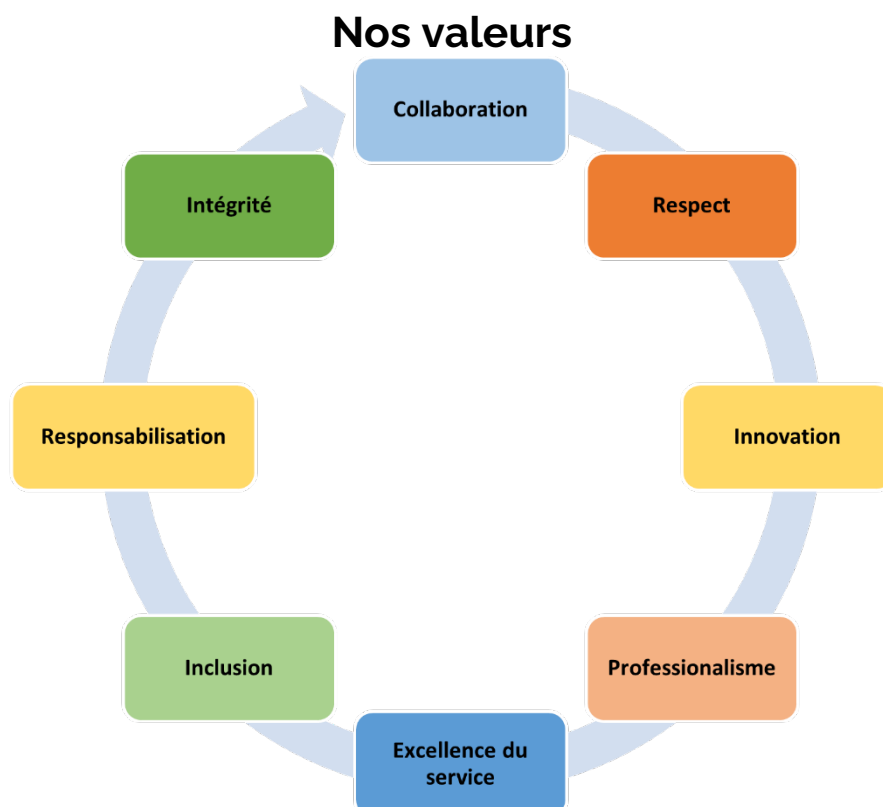 Nos valeurs
Collaboration
Respect
Innovation
Professionalisme
Excellence du
service
Inclusion
Responsabilisation
Intégrité